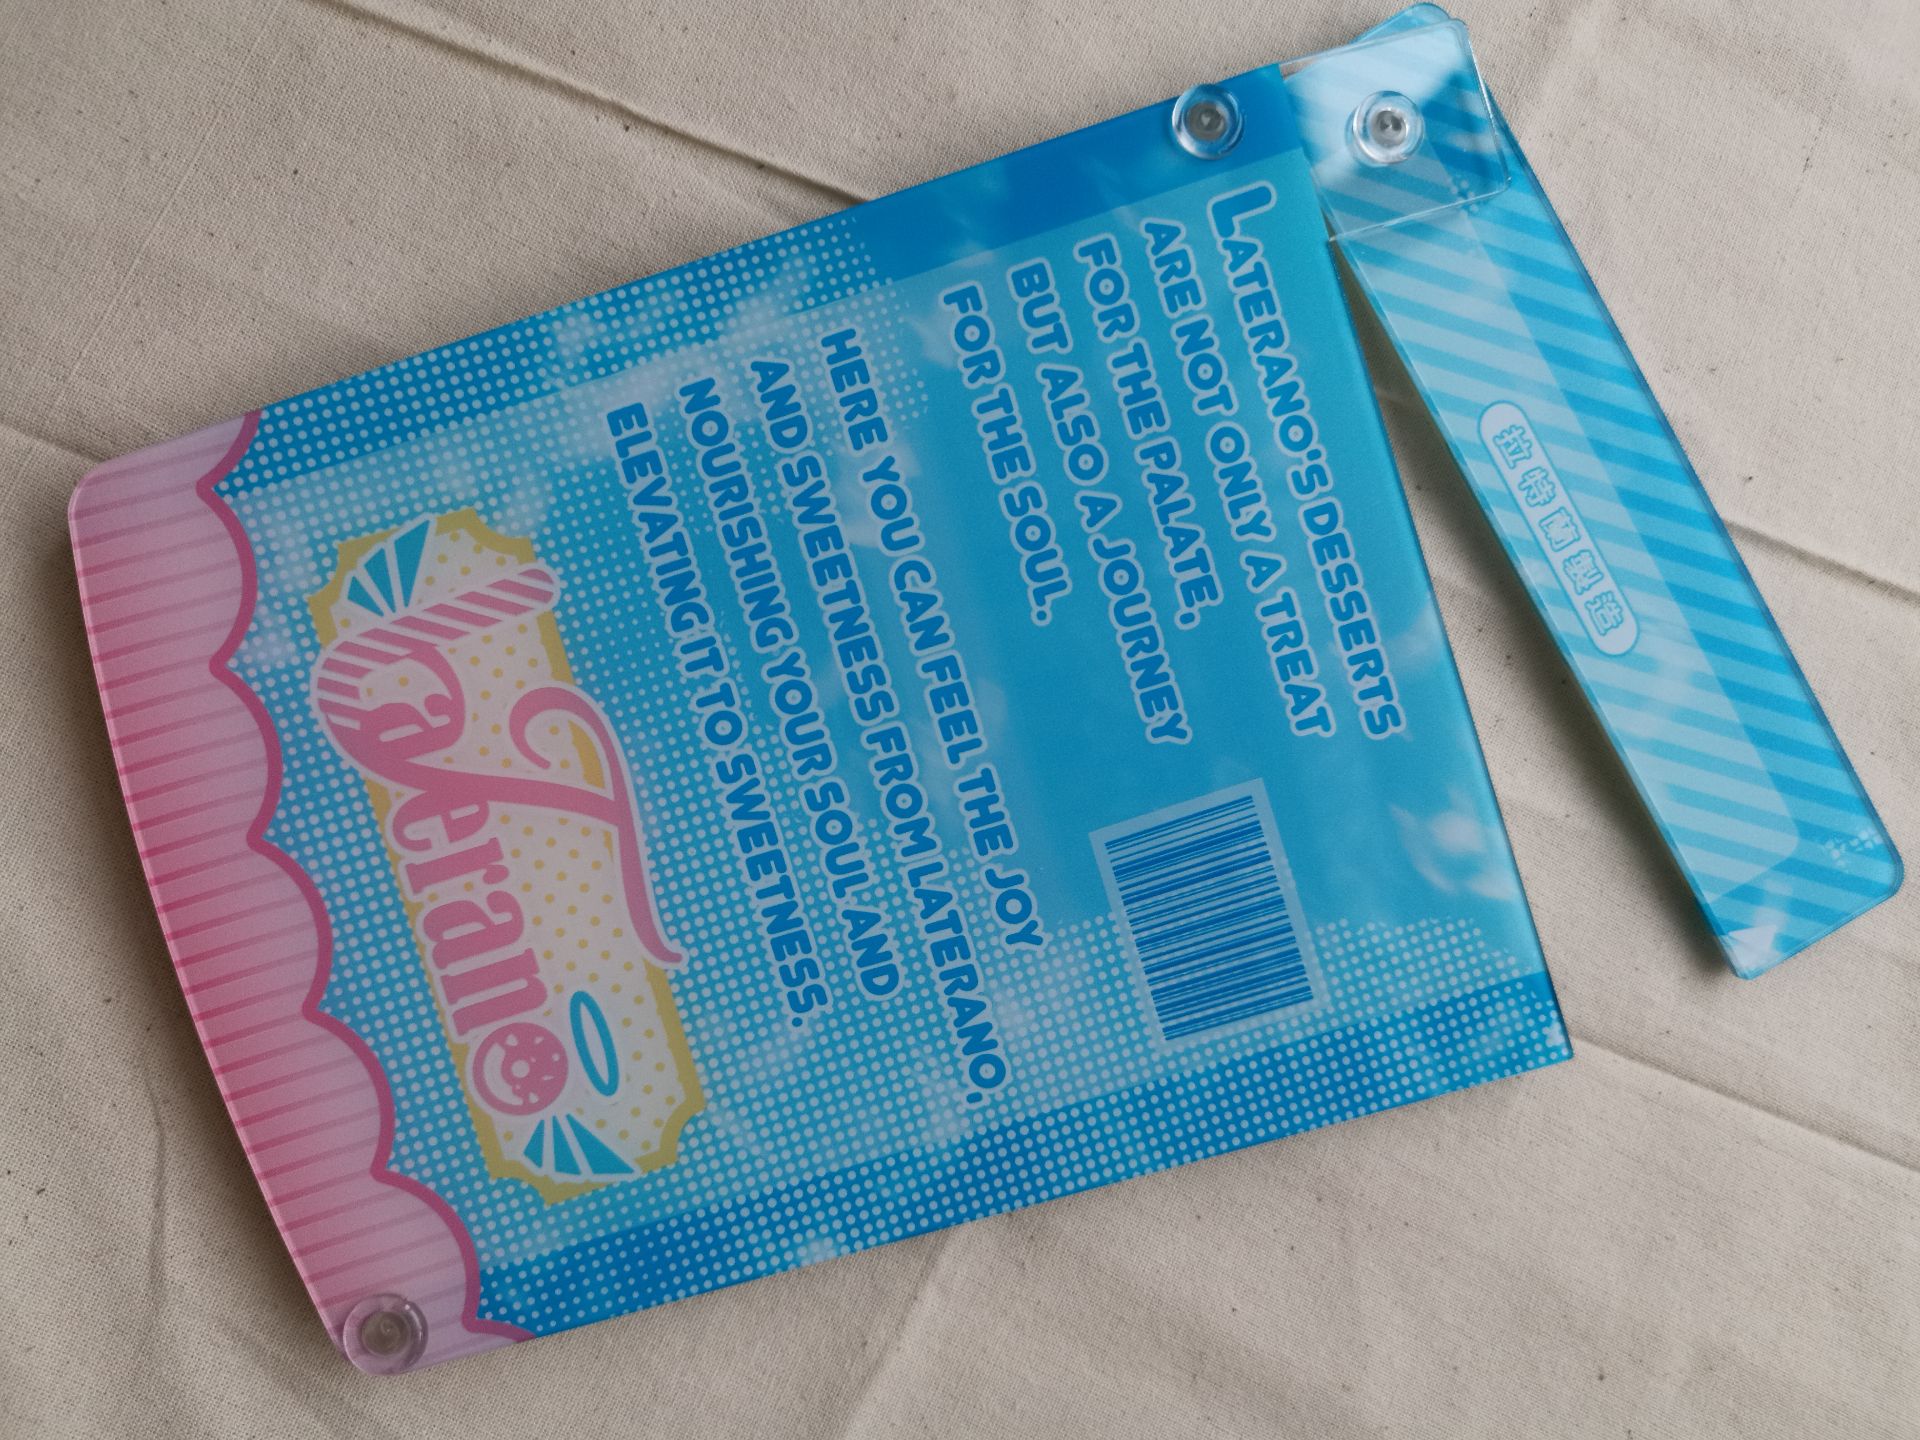 LATERANO'S DESSERTS
ARE NOT ONLY A TREAT
FOR THE PALATE,
BUT ALSO A JOURNEY
FOR THE SOUL.
HERE YOU CAN FEEL THE JOY
AND SWEETNESS FROM LATERANO,
NOURISHING YOUR SOUL AND
ELEVATING IT TO SWEETNESS.
Laterano
拉特蘭製造